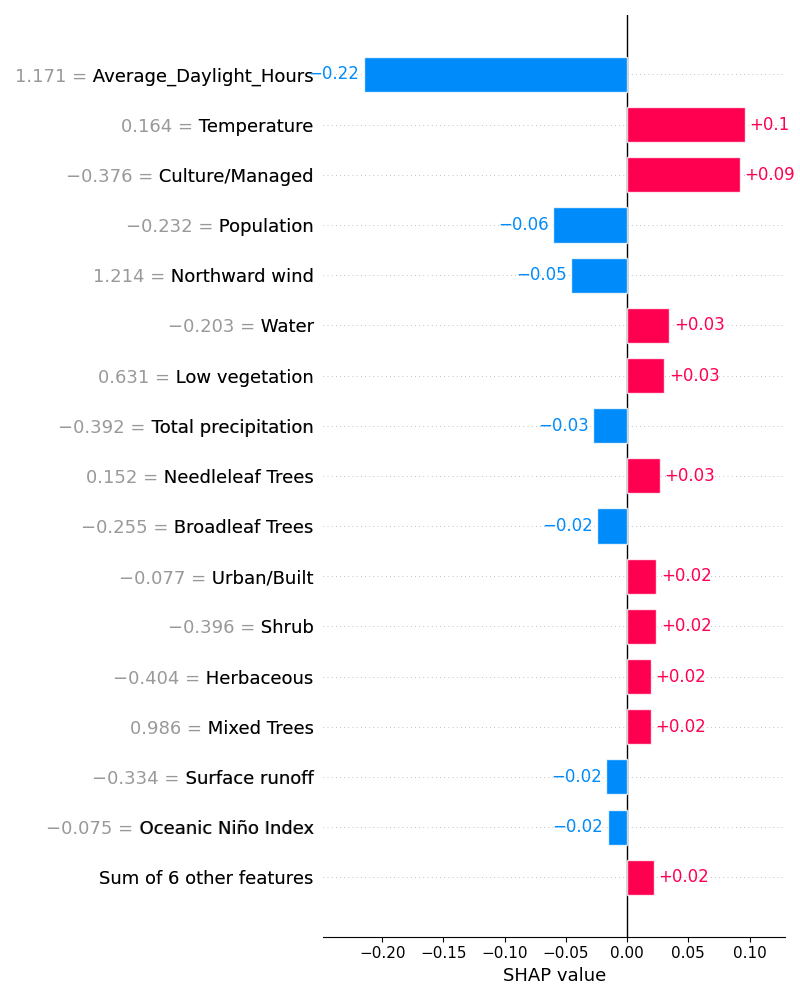 1.171 = Average_Daylight_Hours −0.22
0.164 = Temperature +0.1
−0.376 = Culture/Managed +0.09
−0.232 = Population −0.06
1.214 = Northward wind −0.05
−0.203 = Water +0.03
0.631 = Low vegetation +0.03
−0.392 = Total precipitation −0.03
0.152 = Needleleaf Trees +0.03
−0.255 = Broadleaf Trees −0.02
−0.077 = Urban/Built +0.02
−0.396 = Shrub +0.02
−0.404 = Herbaceous +0.02
0.986 = Mixed Trees +0.02
−0.334 = Surface runoff −0.02
−0.075 = Oceanic Niño Index −0.02
Sum of 6 other features +0.02
−0.20 −0.15 −0.10 −0.05 0.00 0.05 0.10
SHAP value